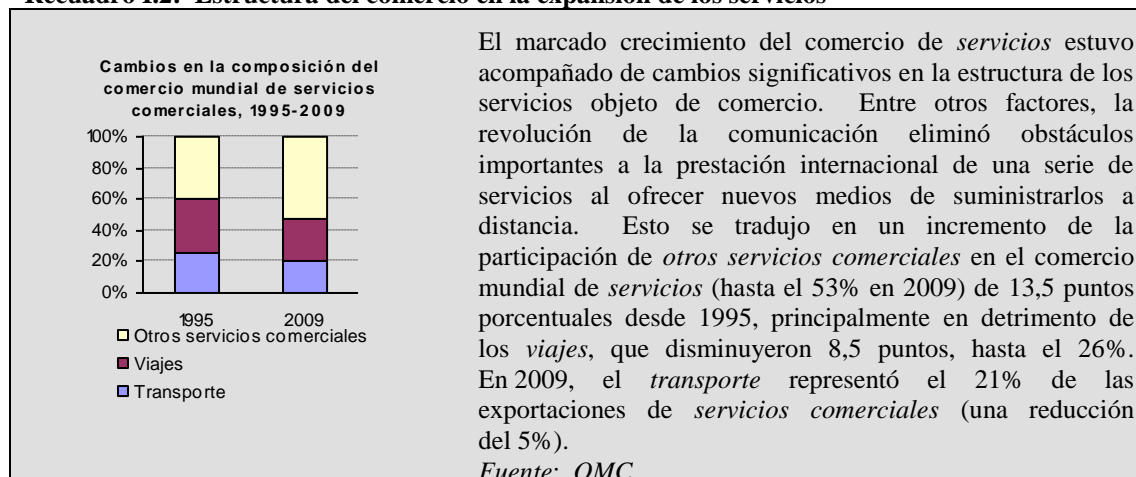 Recuadro I.2: Estructura del comercio en la expansión de los servicios
Cambios en la composición del
comercio mundial de servicios
comerciales, 1995-2009
100%
80%
60%
40%
20%
0%
1995 2009
Otros servicios comerciales
Viajes
Transporte
El marcado crecimiento del comercio de servicios estuvo
acompañado de cambios significativos en la estructura de los
servicios objeto de comercio. Entre otros factores, la
revolución de la comunicación eliminó obstáculos
importantes a la prestación internacional de una serie de
servicios al ofrecer nuevos medios de suministrarlos a
distancia. Esto se tradujo en un incremento de la
participación de otros servicios comerciales en el comercio
mundial de servicios (hasta el 53% en 2009) de 13,5 puntos
porcentuales desde 1995, principalmente en detrimento de
los viajes, que disminuyeron 8,5 puntos, hasta el 26%.
En 2009, el transporte representó el 21% de las
exportaciones de servicios comerciales (una reducción
del 5%).
Fuente: OMC